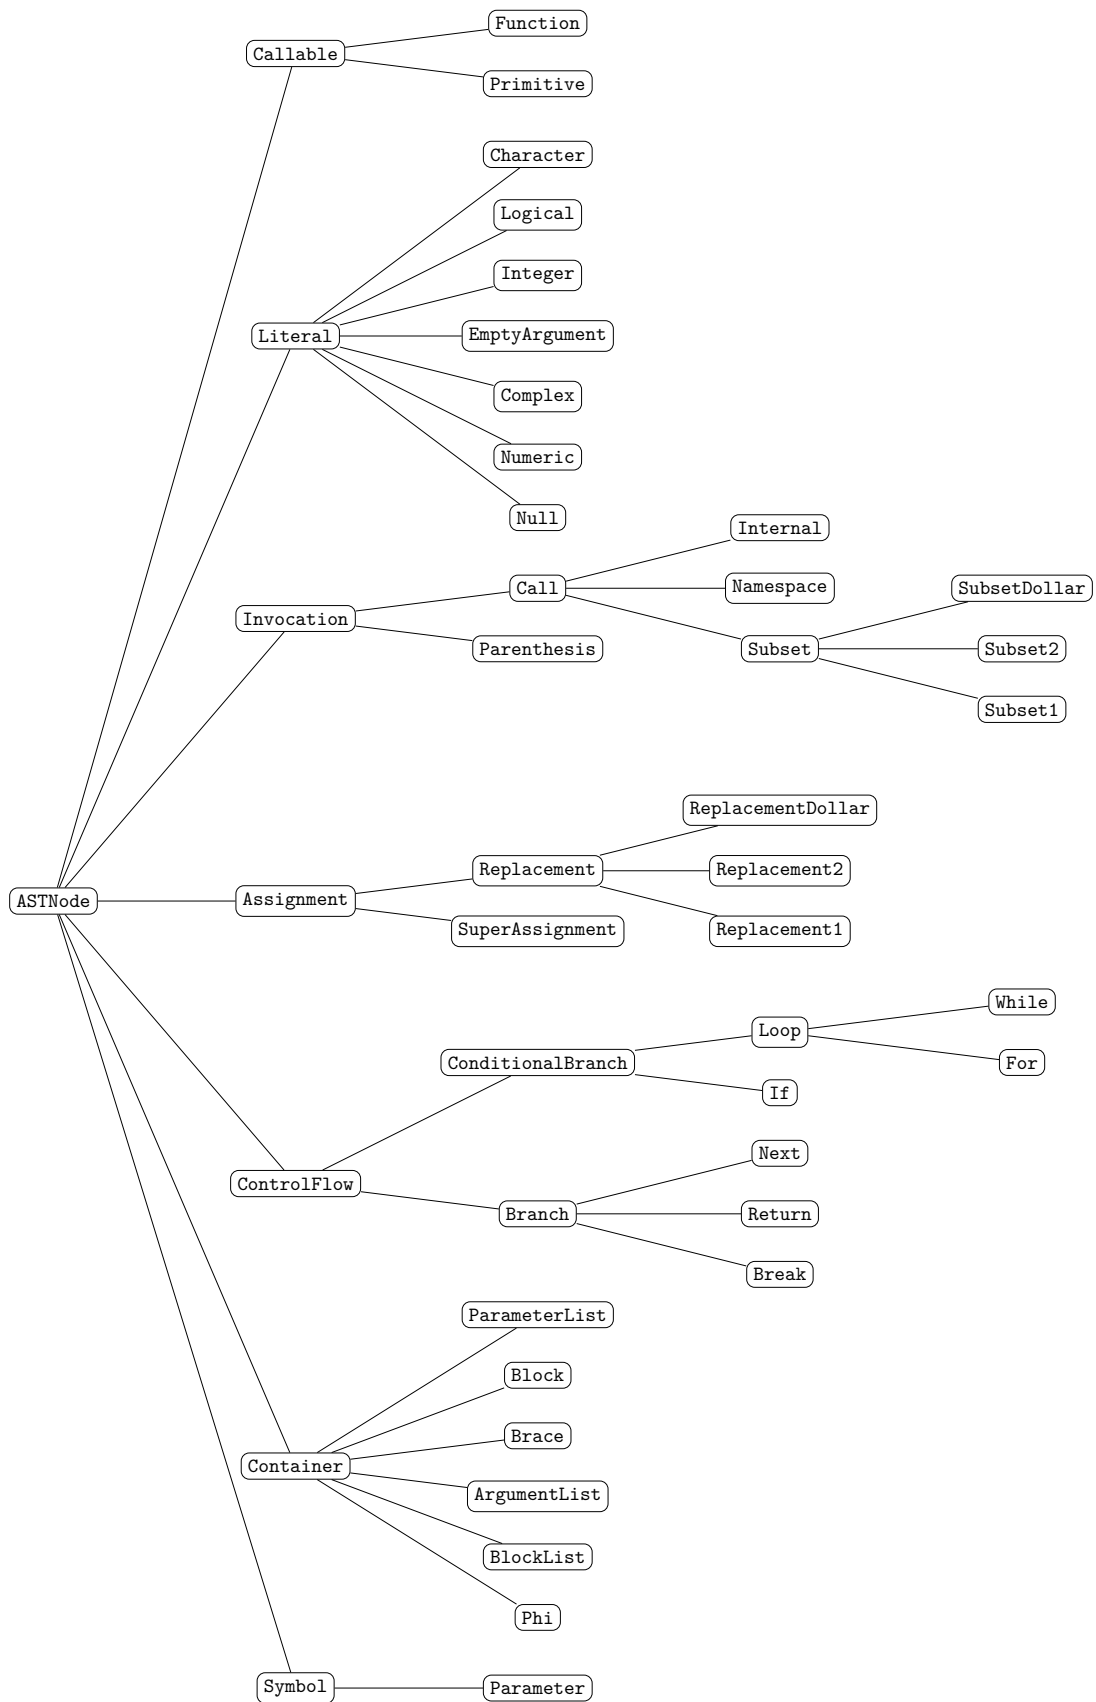 Function
Callable
Primitive
Character
Logical
Integer
Literal
EmptyArgument
Complex
Numeric
Null
Internal
Call
Namespace
SubsetDollar
Invocation
Parenthesis
Subset
Subset2
Subset1
ReplacementDollar
Replacement
Replacement2
ASTNode
Assignment
SuperAssignment
Replacement1
While
Loop
ConditionalBranch
For
If
Next
ControlFlow
Branch
Return
Break
ParameterList
Block
Brace
Container
ArgumentList
BlockList
Phi
Symbol
Parameter